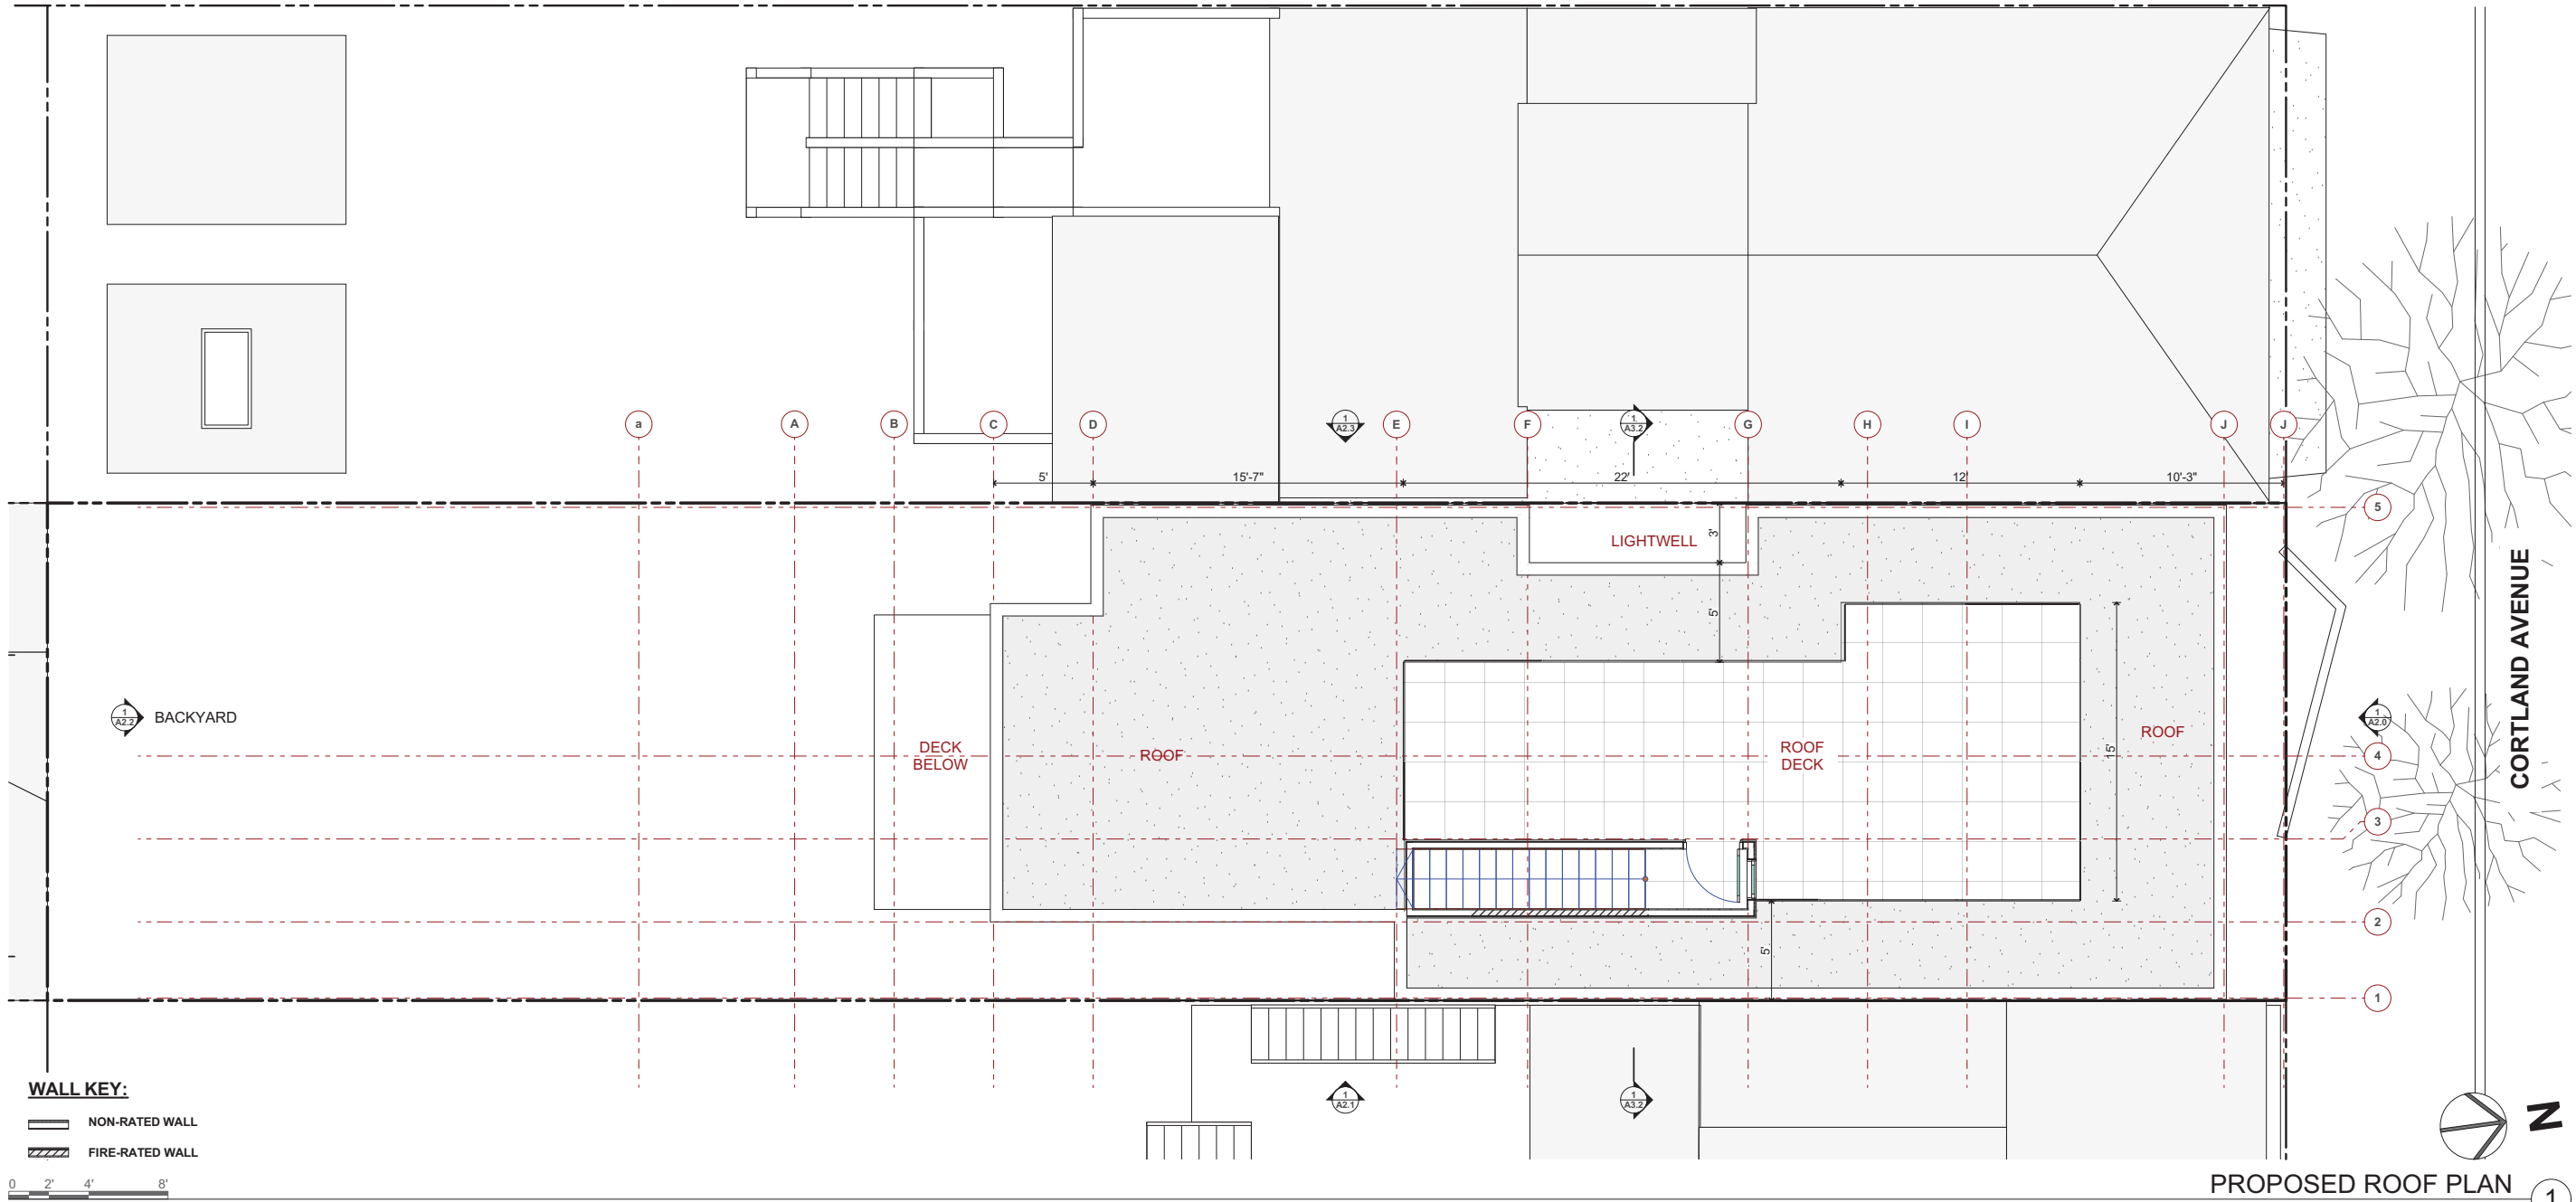 a
A
B
C
D
E
F
G
H
I
J
J
1
A2.3
1
A3.2
5'
15'-7"
22'
12'
10'-3"
5
LIGHTWELL
3'
5'
CORTLAND AVENUE
1
A2.2
BACKYARD
DECK
BELOW
ROOF
ROOF
DECK
15'
ROOF
1
A2.0
4
3
2
5'
1
1
A2.1
1
A3.2
WALL KEY:
NON-RATED WALL
FIRE-RATED WALL
N
0 2' 4' 8'
PROPOSED ROOF PLAN
1